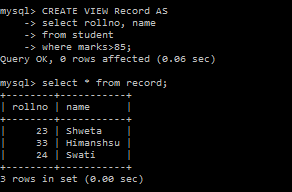 mysql> CREATE VIEW Record AS
    -> select rollno, name
    -> from student
    -> where marks>85;
Query OK, 0 rows affected (0.06 sec)

mysql> select * from record;
+--------+-----------+
| rollno | name      |
+--------+-----------+
|     23 | Shweta    |
|     33 | Himanshsu |
|     24 | Swati     |
+--------+-----------+
3 rows in set (0.00 sec)